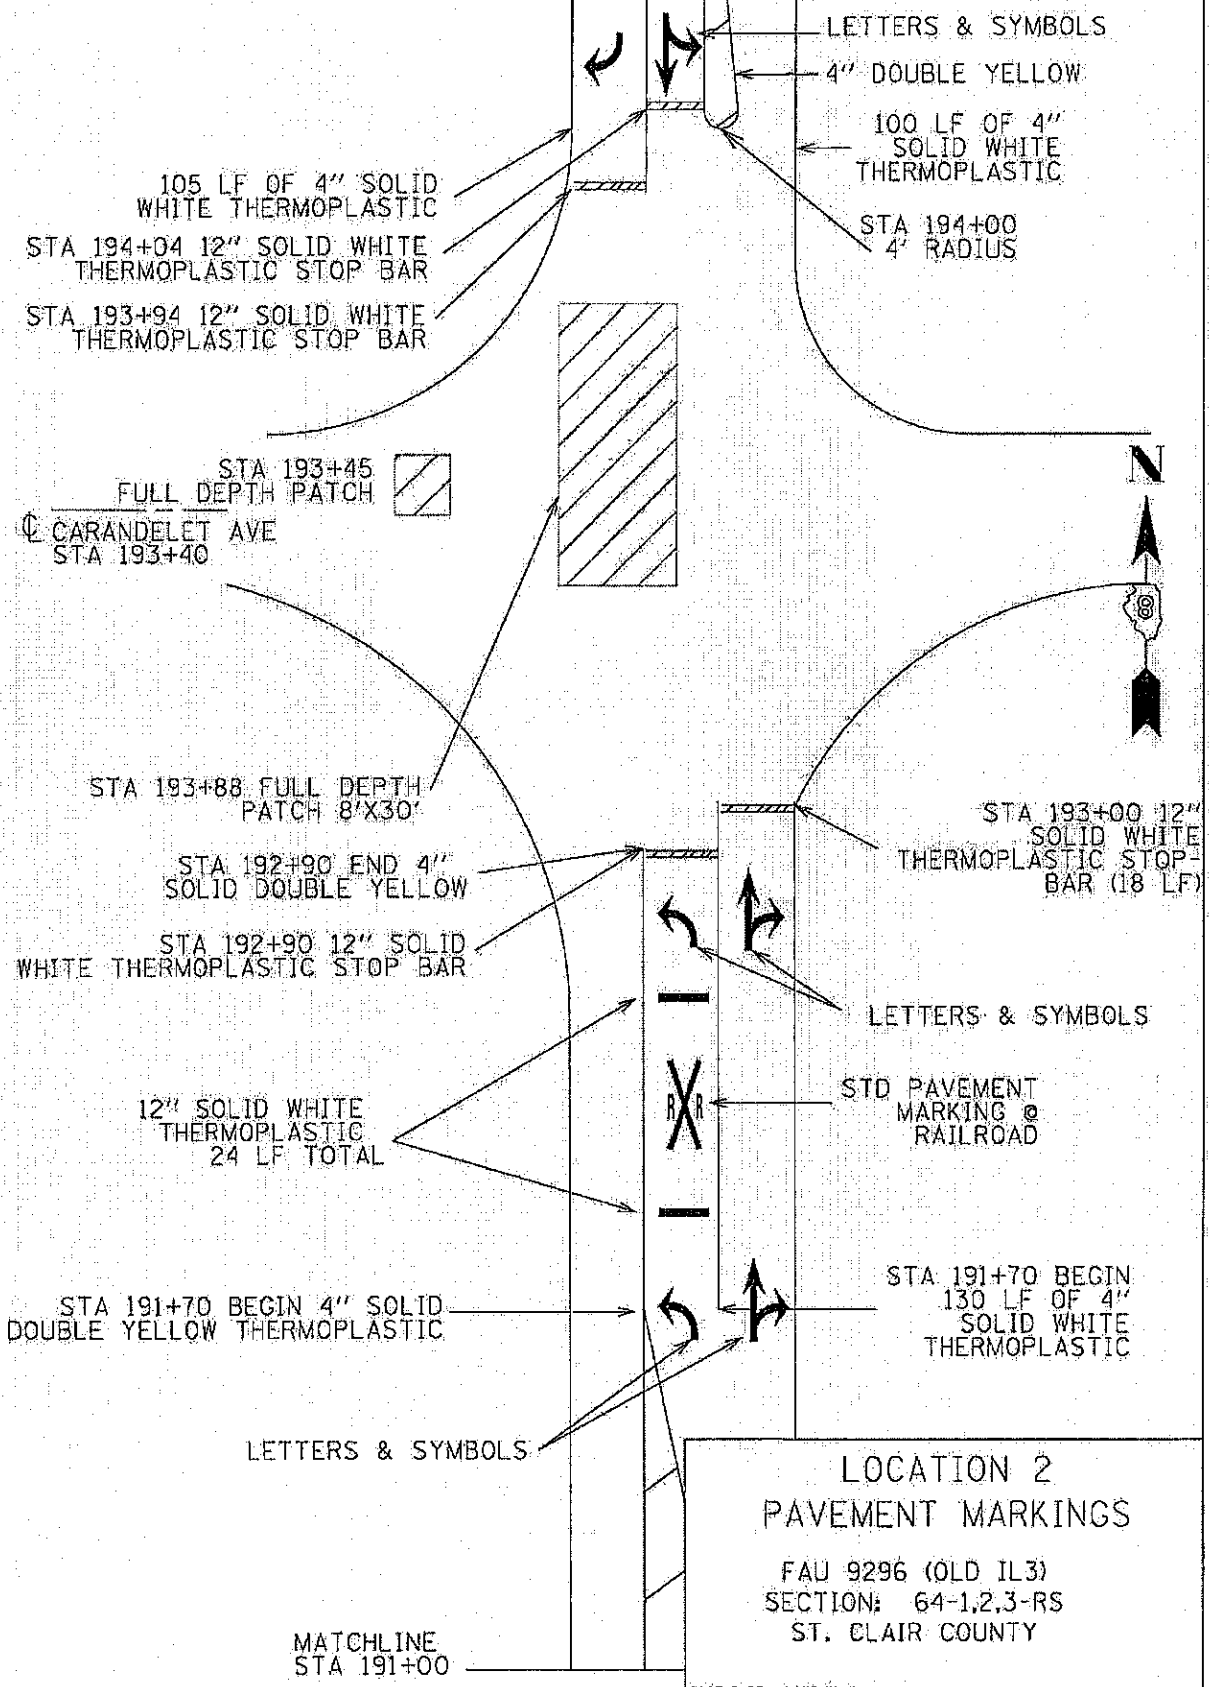 LETTERS & SYMBOLS
4" DOUBLE YELLOW
100 LF OF 4"
SOLID WHITE
THERMOPLASTIC
105 LF OF 4" SOLID
WHITE THERMOPLASTIC
STA 194+00
4' RADIUS
STA 194+04 12" SOLID WHITE
THERMOPLASTIC STOP BAR
STA 193+94 12" SOLID WHITE
THERMOPLASTIC STOP BAR
STA 193+45
FULL DEPTH PATCH
N
℄ CARANDELET AVE
STA 193+40
STA 193+88 FULL DEPTH
PATCH 8'X30'
STA 193+00 12"
SOLID WHITE
THERMOPLASTIC STOP-
BAR (18 LF)
STA 192+90 END 4"
SOLID DOUBLE YELLOW
STA 192+90 12" SOLID
WHITE THERMOPLASTIC STOP BAR
LETTERS & SYMBOLS
R R
STD PAVEMENT
MARKING @
RAILROAD
12" SOLID WHITE
THERMOPLASTIC
24 LF TOTAL
STA 191+70 BEGIN 4" SOLID
DOUBLE YELLOW THERMOPLASTIC
STA 191+70 BEGIN
130 LF OF 4"
SOLID WHITE
THERMOPLASTIC
LETTERS & SYMBOLS
LOCATION 2
PAVEMENT MARKINGS
FAU 9296 (OLD IL3)
SECTION: 64-1,2,3-RS
ST. CLAIR COUNTY
MATCHLINE
STA 191+00